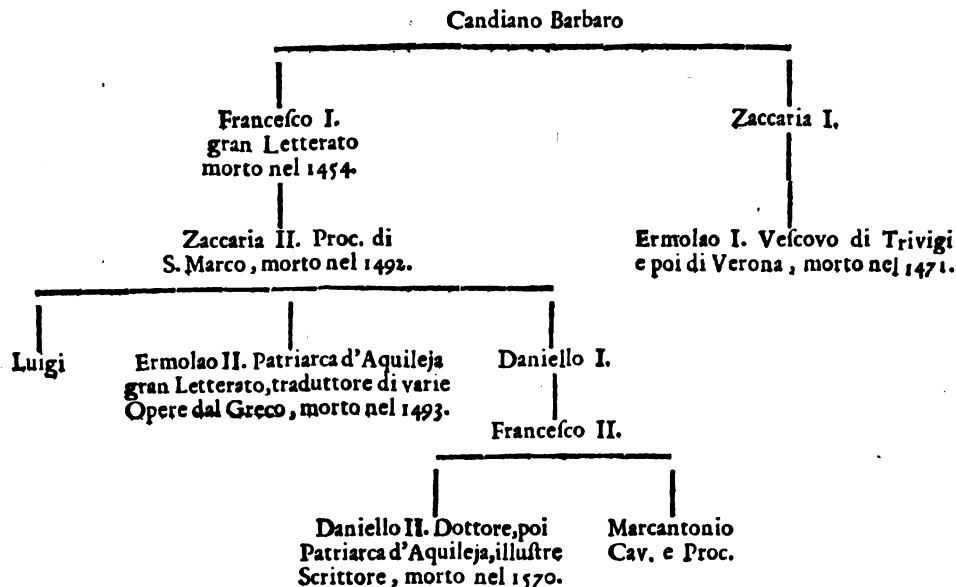 Candiano Barbaro
Franceſco I.
gran Letterato
morto nel 1454.
Zaccaria I.
Zaccaria II. Proc. di
S. Marco, morto nel 1492.
Ermolao I. Veſcovo di Trivigi
e poi di Verona, morto nel 1471.
Luigi
Ermolao II. Patriarca d'Aquileja
gran Letterato, traduttore di varie
Opere dal Greco, morto nel 1493.
Daniello I.
Franceſco II.
Daniello II. Dottore, poi
Patriarca d'Aquileja, illuſtre
Scrittore, morto nel 1570.
Marcantonio
Cav. e Proc.